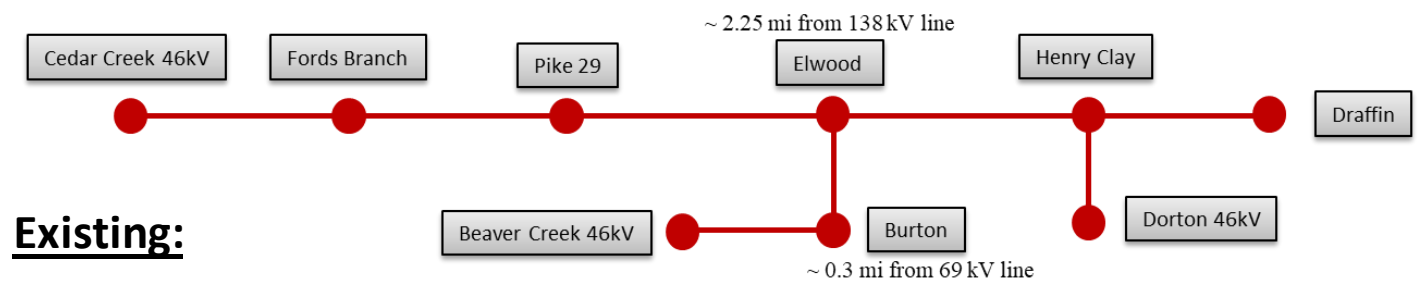 ~ 2.25 mi from 138 kV line
Cedar Creek 46kV
Fords Branch
Pike 29
Elwood
Henry Clay
Draffin
Existing:
Beaver Creek 46kV
Burton
Dorton 46kV
~ 0.3 mi from 69 kV line